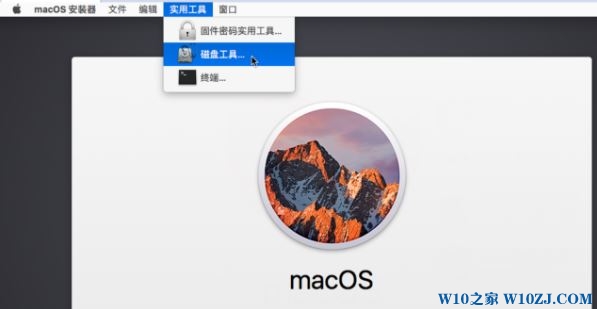 macOS 安装器 文件 编辑 实用工具 窗口
固件密码实用工具...
磁盘工具...
终端...
macOS
W10之家 W10ZJ.COM